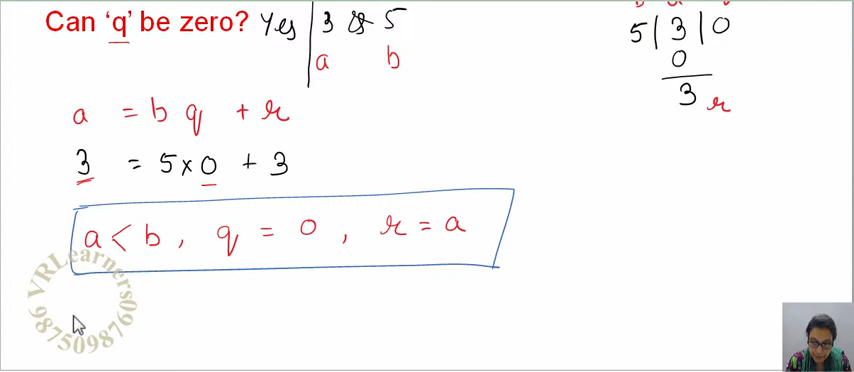 Can 'q' be zero? Yes | 3 & 5
a b
5 | 3 | 0
0
3 r
a = b q + r
3 = 5 × 0 + 3
a < b , q = 0 , r = a
VRLearners
9875098760